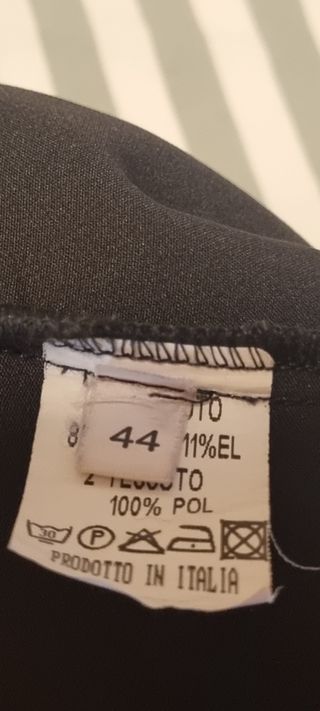 44
11%EL
2 TESSUTO
100% POL
30 P
PRODOTTO IN ITALIA